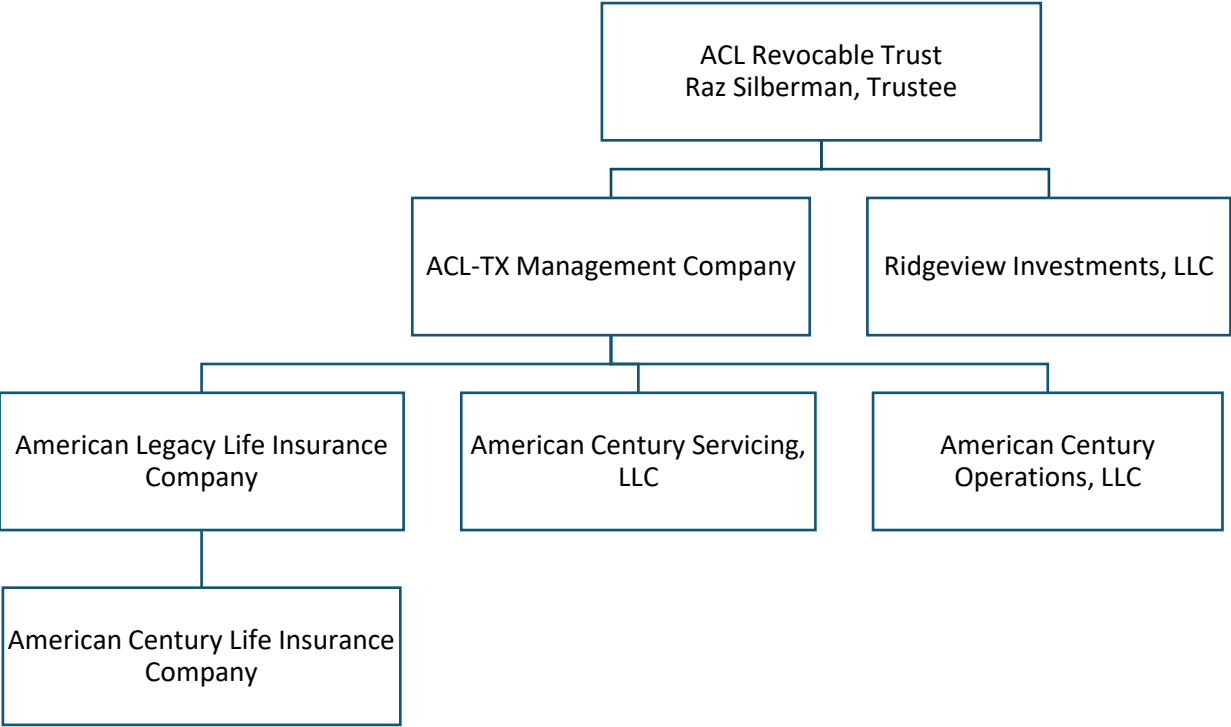 ACL Revocable Trust
Raz Silberman, Trustee
ACL-TX Management Company
Ridgeview Investments, LLC
American Legacy Life Insurance
Company
American Century Servicing,
LLC
American Century
Operations, LLC
American Century Life Insurance
Company